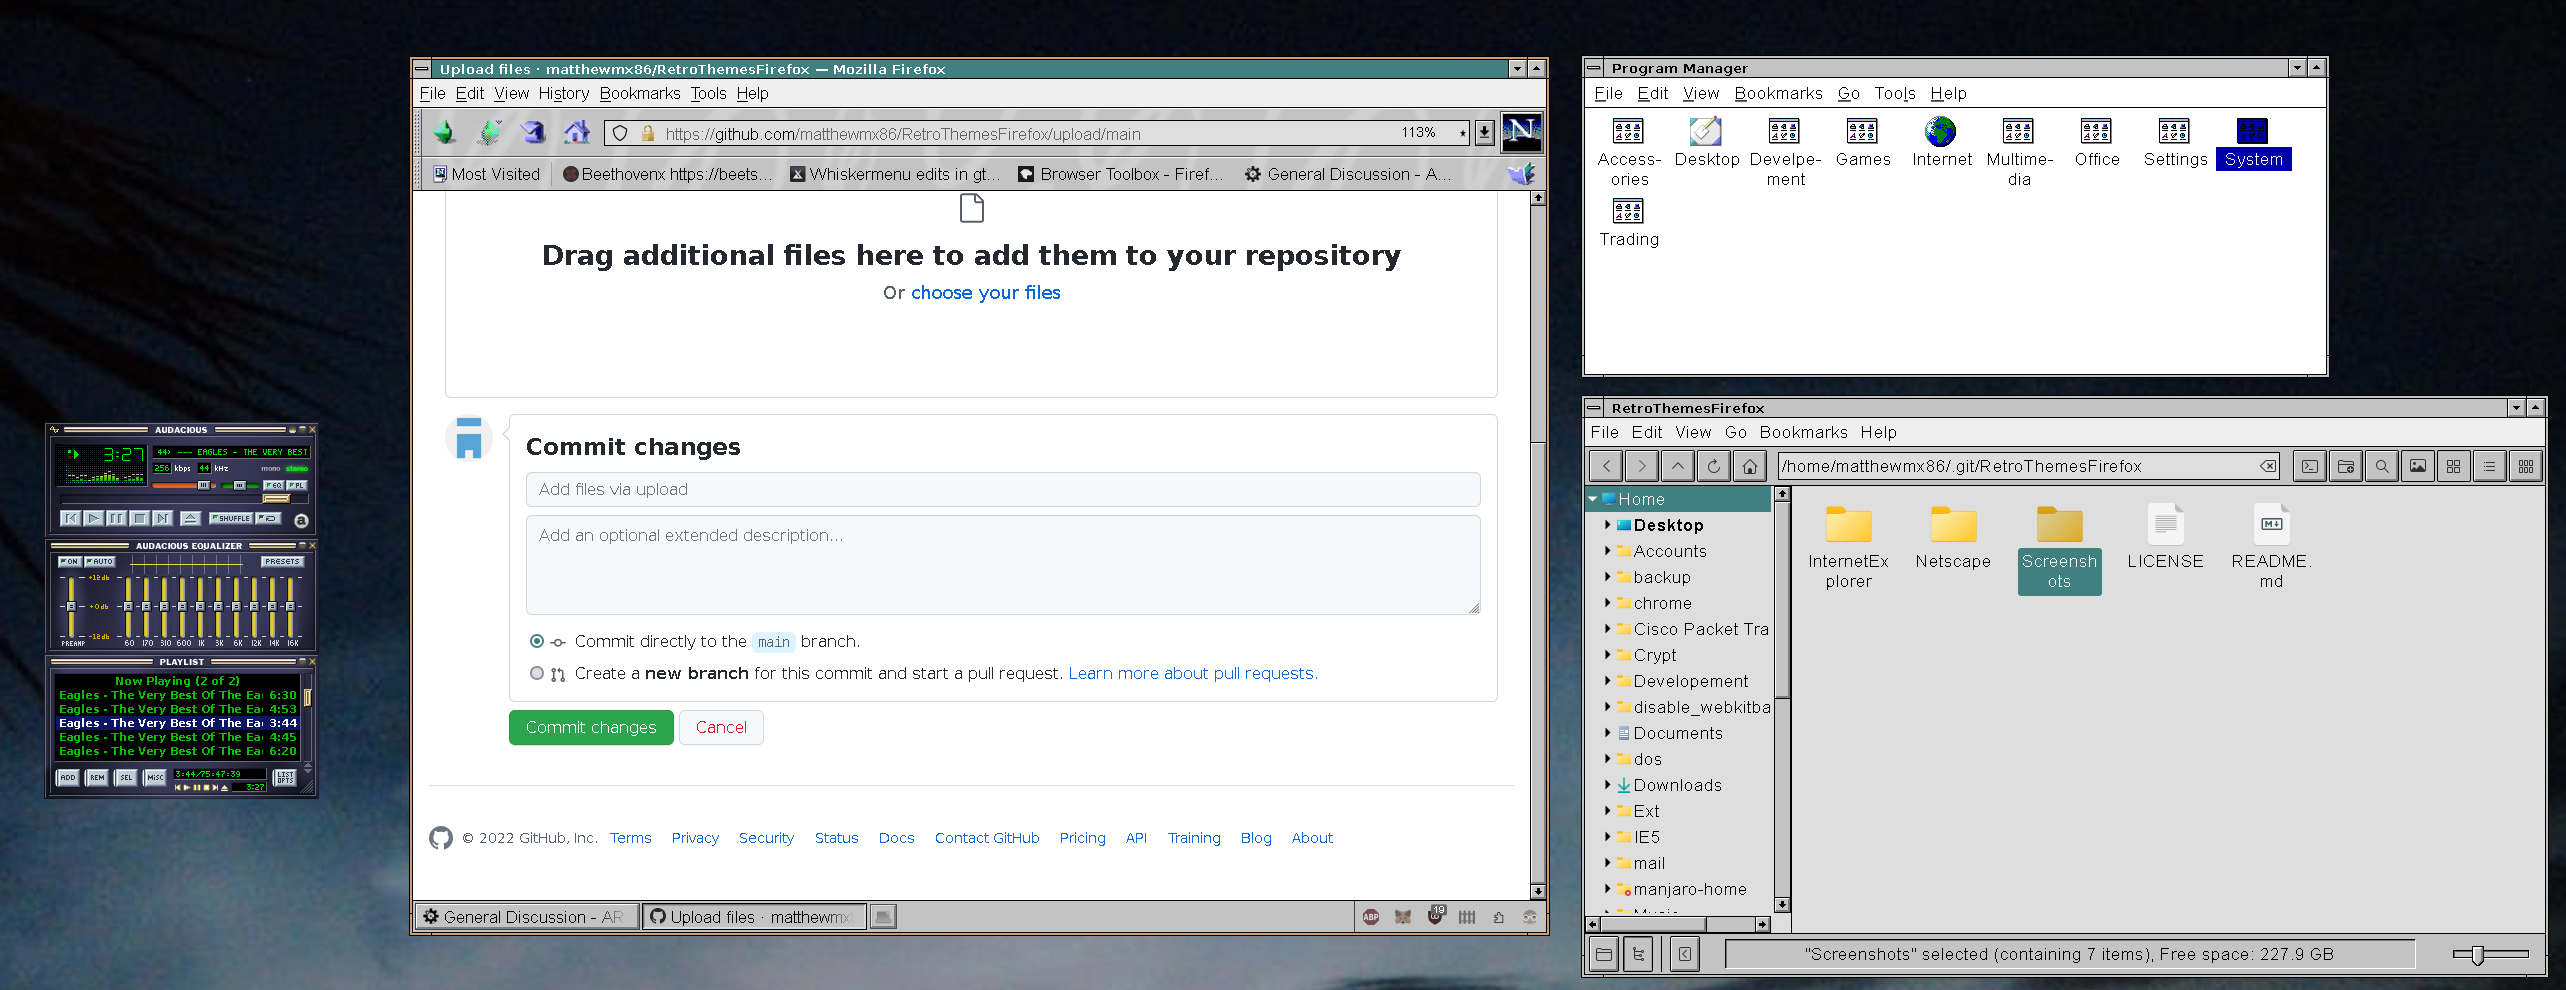 Upload files · matthewmx86/RetroThemesFirefox — Mozilla Firefox
File Edit View History Bookmarks Tools Help
https://github.com/matthewmx86/RetroThemesFirefox/upload/main 113%
N
Most Visited Beethovenx https://beets... Whiskermenu edits in gt... Browser Toolbox - Firef... General Discussion - A...
Drag additional files here to add them to your repository
Or choose your files
Commit changes
Add files via upload
Add an optional extended description...
Commit directly to the main branch.
Create a new branch for this commit and start a pull request. Learn more about pull requests.
Commit changes Cancel
© 2022 GitHub, Inc. Terms Privacy Security Status Docs Contact GitHub Pricing API Training Blog About
General Discussion - AR Upload files · matthewmx
ABP 19
Program Manager
File Edit View Bookmarks Go Tools Help
Access-
ories
Desktop
Develpe-
ment
Games
Internet
Multime-
dia
Office
Settings
System
Trading
RetroThemesFirefox
File Edit View Go Bookmarks Help
/home/matthewmx86/.git/RetroThemesFirefox
Home
Desktop
Accounts
backup
chrome
Cisco Packet Tra
Crypt
Developement
disable_webkitba
Documents
dos
Downloads
Ext
IE5
mail
manjaro-home
Music
InternetEx
plorer
Netscape
Screensh
ots
LICENSE
README.
md
"Screenshots" selected (containing 7 items), Free space: 227.9 GB
AUDACIOUS
3:27
44) --- EAGLES - THE VERY BEST
256 kbps 44 kHz mono stereo
EQ PL
SHUFFLE
AUDACIOUS EQUALIZER
ON AUTO PRESETS
+12db
+0db
-12db
PREAMP 60 170 310 600 1K 3K 6K 12K 14K 16K
PLAYLIST
Now Playing (2 of 2)
Eagles - The Very Best Of The Ea 6:30
Eagles - The Very Best Of The Ea 4:53
Eagles - The Very Best Of The Ea 3:44
Eagles - The Very Best Of The Ea 4:45
Eagles - The Very Best Of The Ea 6:20
ADD REM SEL MISC 3:44/75:47:39 LIST OPTS
3:27